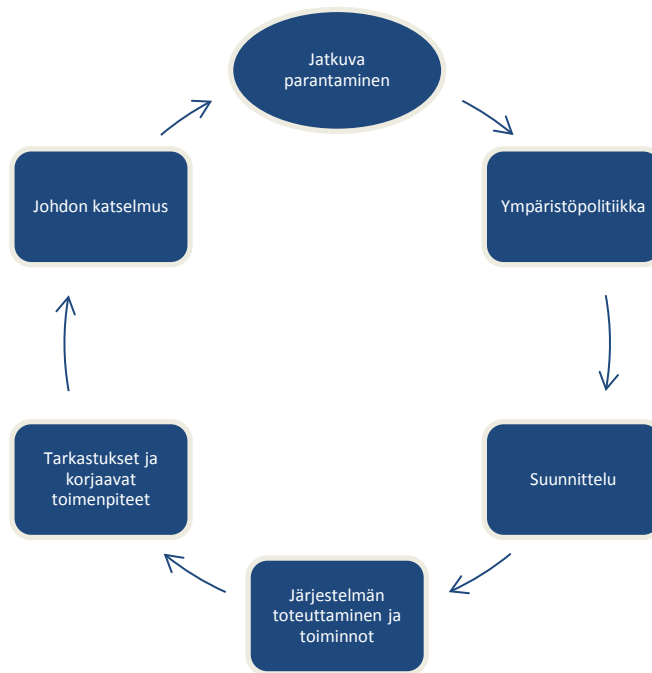 Jatkuva
parantaminen
Ympäristöpolitiikka
Suunnittelu
Järjestelmän
toteuttaminen ja
toiminnot
Tarkastukset ja
korjaavat
toimenpiteet
Johdon katselmus